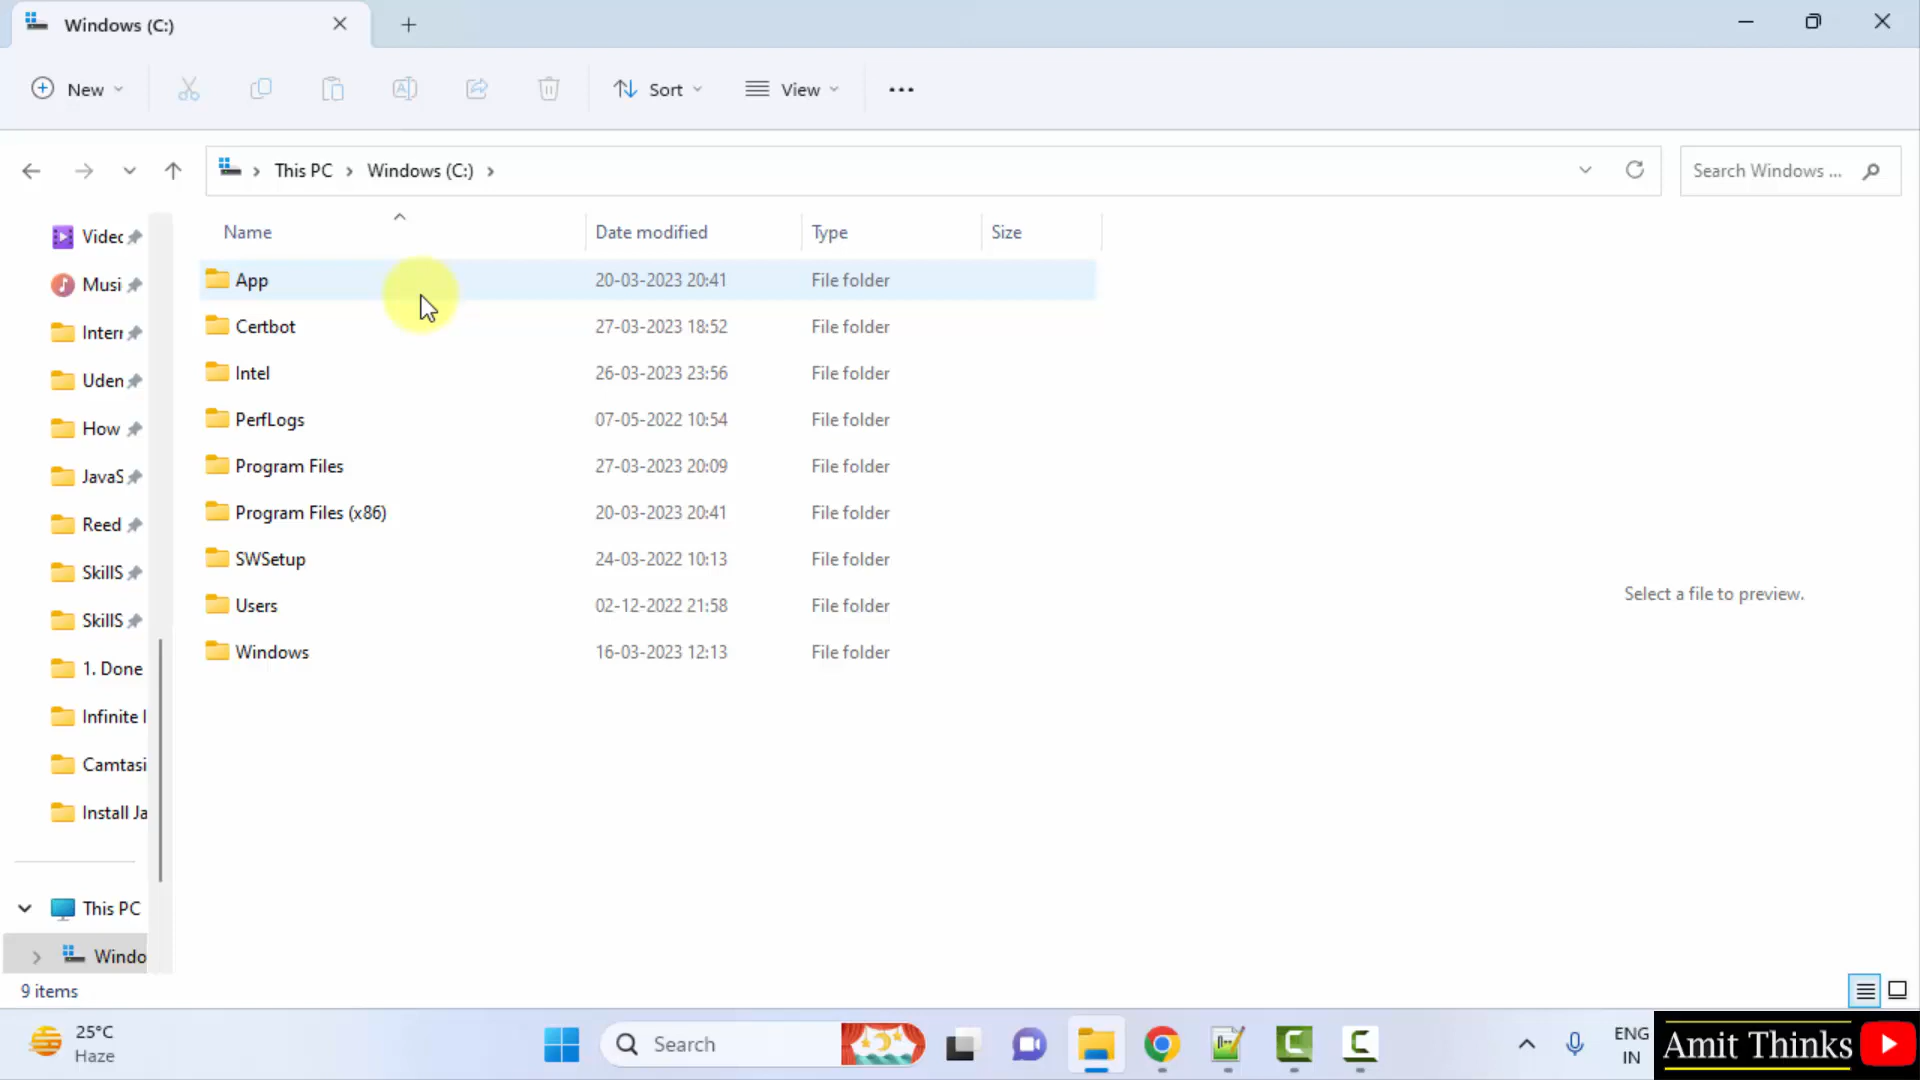 Windows (C:)
New
Sort
View
This PC
Windows (C:)
Search Windows ...
Name
Date modified
Type
Size
App 20-03-2023 20:41 File folder
Certbot 27-03-2023 18:52 File folder
Intel 26-03-2023 23:56 File folder
PerfLogs 07-05-2022 10:54 File folder
Program Files 27-03-2023 20:09 File folder
Program Files (x86) 20-03-2023 20:41 File folder
SWSetup 24-03-2022 10:13 File folder
Users 02-12-2022 21:58 File folder
Windows 16-03-2023 12:13 File folder
Videc
Musi
Interr
Uden
How
JavaS
Reed
SkillS
SkillS
1. Done
Infinite I
Camtasi
Install Ja
This PC
Windo
Select a file to preview.
9 items
25°C
Haze
Search
ENG
IN
Amit Thinks